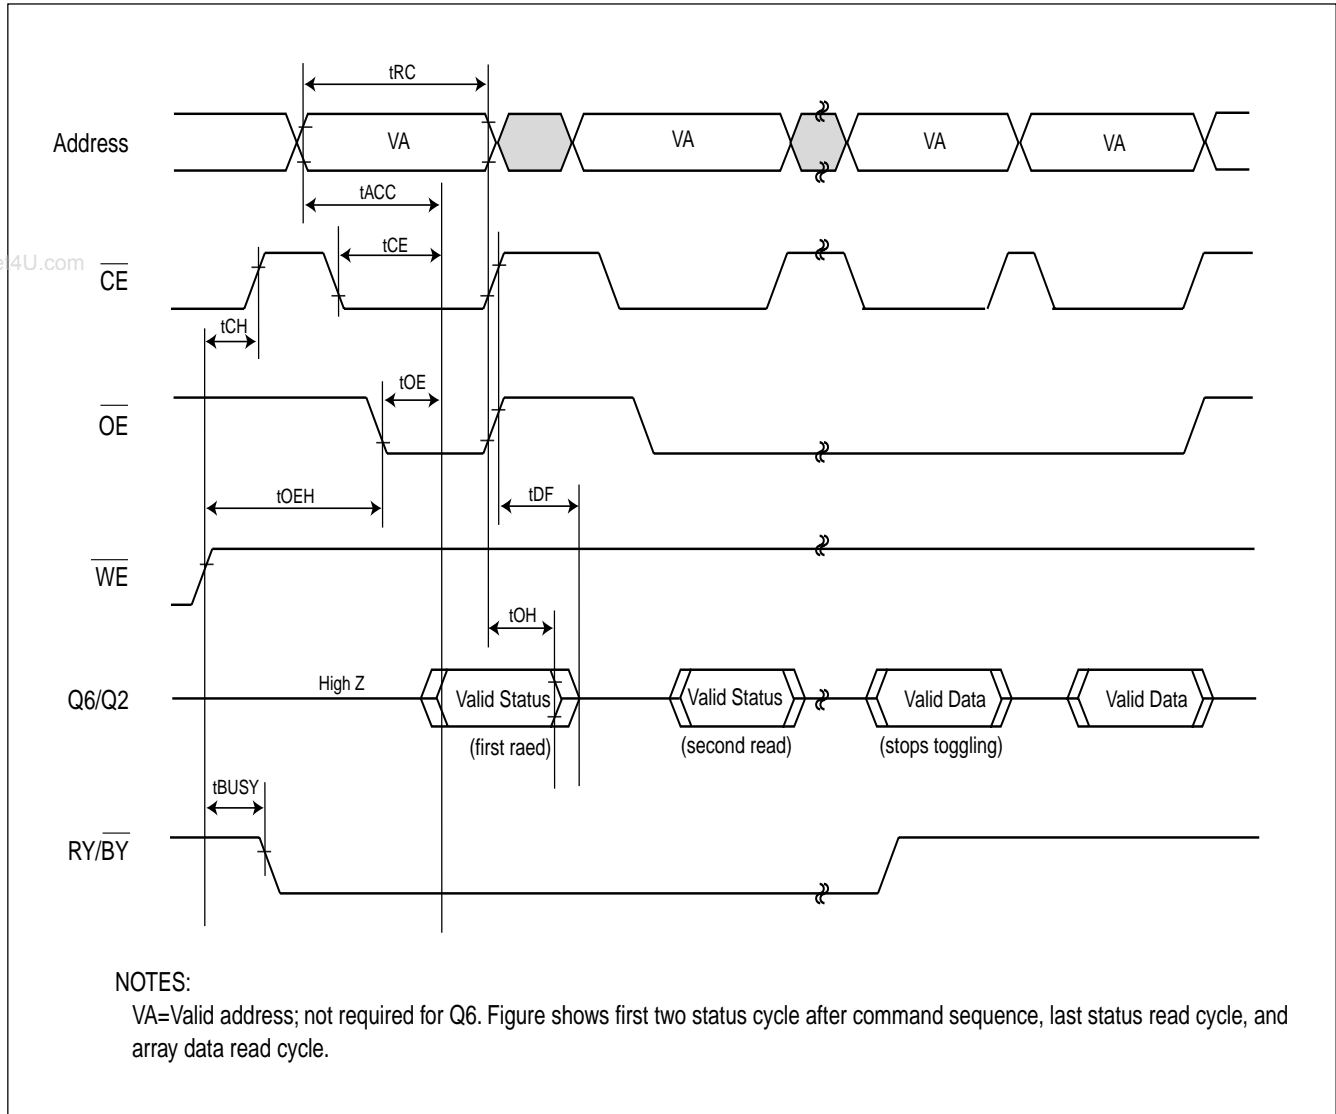 tRC
Address
VA
VA
VA
VA
tACC
et4U.com
CE
tCE
tCH
OE
tOE
tOEH
tDF
WE
tOH
Q6/Q2
High Z
Valid Status
Valid Status
Valid Data
Valid Data
(first raed)
(second read)
(stops toggling)
tBUSY
RY/BY
NOTES:
VA=Valid address; not required for Q6. Figure shows first two status cycle after command sequence, last status read cycle, and
array data read cycle.